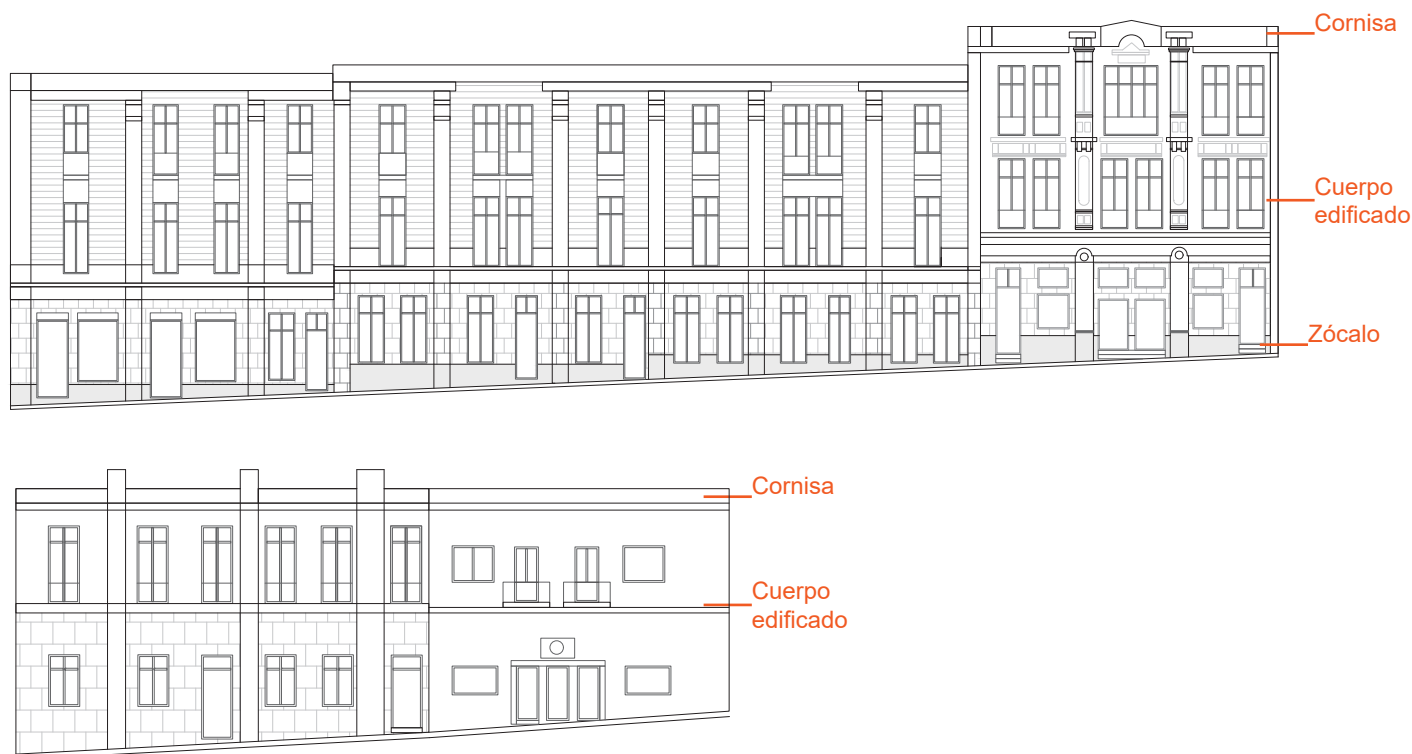 Cornisa
Cuerpo
edificado
Zócalo
Cornisa
Cuerpo
edificado